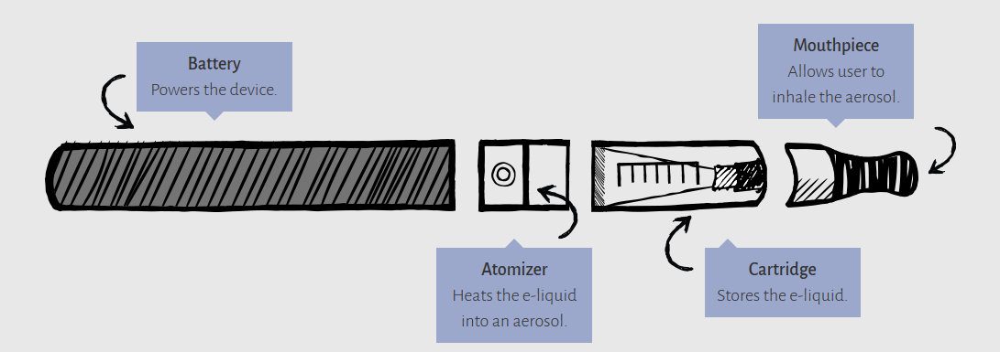 Battery
Powers the device.
Atomizer
Heats the e-liquid
into an aerosol.
Cartridge
Stores the e-liquid.
Mouthpiece
Allows user to
inhale the aerosol.